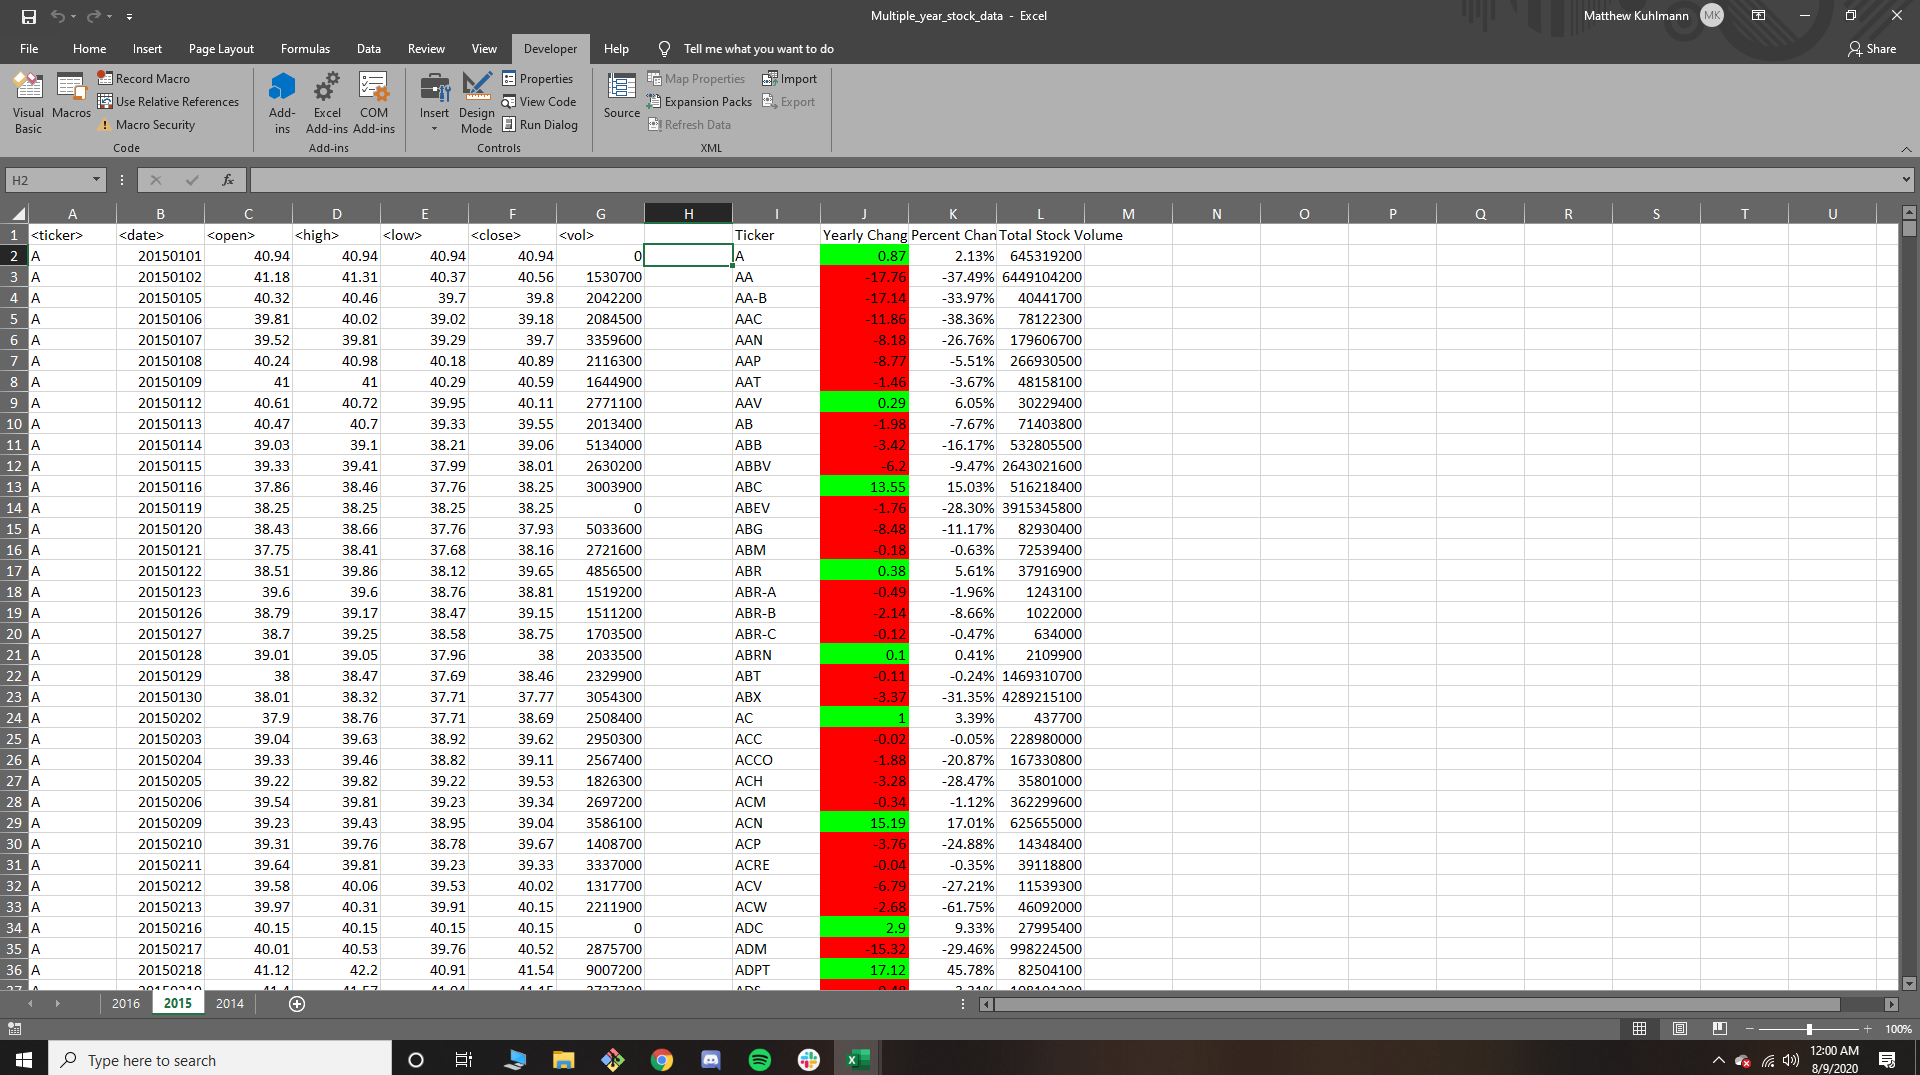 Multiple_year_stock_data - Excel
Matthew Kuhlmann MK
File Home Insert Page Layout Formulas Data Review View Developer Help Tell me what you want to do Share
Visual Basic
Macros
Record Macro
Use Relative References
Macro Security
Code
Add-ins
Excel Add-ins
COM Add-ins
Add-ins
Insert
Design Mode
Properties
View Code
Run Dialog
Controls
Source
Map Properties
Expansion Packs
Refresh Data
Import
Export
XML
H2 fx
A B C D E F G H I J K L M N O P Q R S T U
1 <ticker> <date> <open> <high> <low> <close> <vol> Ticker Yearly Chang Percent Chan Total Stock Volume
2 A 20150101 40.94 40.94 40.94 40.94 0 A 0.87 2.13% 645319200
3 A 20150102 41.18 41.31 40.37 40.56 1530700 AA -17.76 -37.49% 6449104200
4 A 20150105 40.32 40.46 39.7 39.8 2042200 AA-B -17.14 -33.97% 40441700
5 A 20150106 39.81 40.02 39.02 39.18 2084500 AAC -11.86 -38.36% 78122300
6 A 20150107 39.52 39.81 39.29 39.7 3359600 AAN -8.18 -26.76% 179606700
7 A 20150108 40.24 40.98 40.18 40.89 2116300 AAP -8.77 -5.51% 266930500
8 A 20150109 41 41 40.29 40.59 1644900 AAT -1.46 -3.67% 48158100
9 A 20150112 40.61 40.72 39.95 40.11 2771100 AAV 0.29 6.05% 30229400
10 A 20150113 40.47 40.7 39.33 39.55 2013400 AB -1.98 -7.67% 71403800
11 A 20150114 39.03 39.1 38.21 39.06 5134000 ABB -3.42 -16.17% 532805500
12 A 20150115 39.33 39.41 37.99 38.01 2630200 ABBV -6.2 -9.47% 2643021600
13 A 20150116 37.86 38.46 37.76 38.25 3003900 ABC 13.55 15.03% 516218400
14 A 20150119 38.25 38.25 38.25 38.25 0 ABEV -1.76 -28.30% 3915345800
15 A 20150120 38.43 38.66 37.76 37.93 5033600 ABG -8.48 -11.17% 82930400
16 A 20150121 37.75 38.41 37.68 38.16 2721600 ABM -0.18 -0.63% 72539400
17 A 20150122 38.51 39.86 38.12 39.65 4856500 ABR 0.38 5.61% 37916900
18 A 20150123 39.6 39.6 38.76 38.81 1519200 ABR-A -0.49 -1.96% 1243100
19 A 20150126 38.79 39.17 38.47 39.15 1511200 ABR-B -2.14 -8.66% 1022000
20 A 20150127 38.7 39.25 38.58 38.75 1703500 ABR-C -0.12 -0.47% 634000
21 A 20150128 39.01 39.05 37.96 38 2033500 ABRN 0.1 0.41% 2109900
22 A 20150129 38 38.47 37.69 38.46 2329900 ABT -0.11 -0.24% 1469310700
23 A 20150130 38.01 38.32 37.71 37.77 3054300 ABX -3.37 -31.35% 4289215100
24 A 20150202 37.9 38.76 37.71 38.69 2508400 AC 1 3.39% 437700
25 A 20150203 39.04 39.63 38.92 39.62 2950300 ACC -0.02 -0.05% 228980000
26 A 20150204 39.33 39.46 38.82 39.11 2567400 ACCO -1.88 -20.87% 167330800
27 A 20150205 39.22 39.82 39.22 39.53 1826300 ACH -3.28 -28.47% 35801000
28 A 20150206 39.54 39.81 39.23 39.34 2697200 ACM -0.34 -1.12% 362299600
29 A 20150209 39.23 39.43 38.95 39.04 3586100 ACN 15.19 17.01% 625655000
30 A 20150210 39.31 39.76 38.78 39.67 1408700 ACP -3.76 -24.88% 14348400
31 A 20150211 39.64 39.81 39.23 39.33 3337000 ACRE -0.04 -0.35% 39118800
32 A 20150212 39.58 40.06 39.53 40.02 1317700 ACV -6.79 -27.21% 11539300
33 A 20150213 39.97 40.31 39.91 40.15 2211900 ACW -2.68 -61.75% 46092000
34 A 20150216 40.15 40.15 40.15 40.15 0 ADC 2.9 9.33% 27995400
35 A 20150217 40.01 40.53 39.76 40.52 2875700 ADM -15.32 -29.46% 998224500
36 A 20150218 41.12 42.2 40.91 41.54 9007200 ADPT 17.12 45.78% 82504100
2016 2015 2014
100%
Type here to search
12:00 AM
8/9/2020